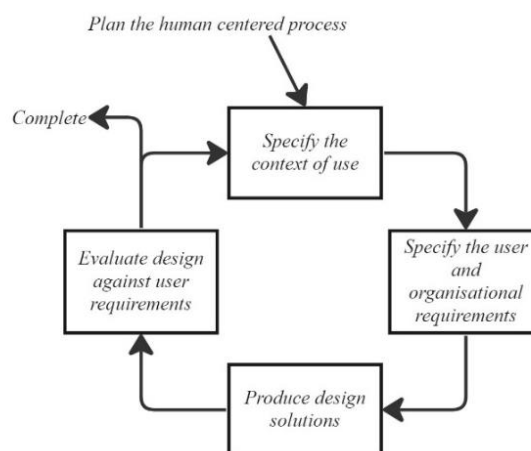 Plan the human centered process
Complete
Specify the
context of use
Evaluate design
against user
requirements
Specify the user
and
organisational
requirements
Produce design
solutions